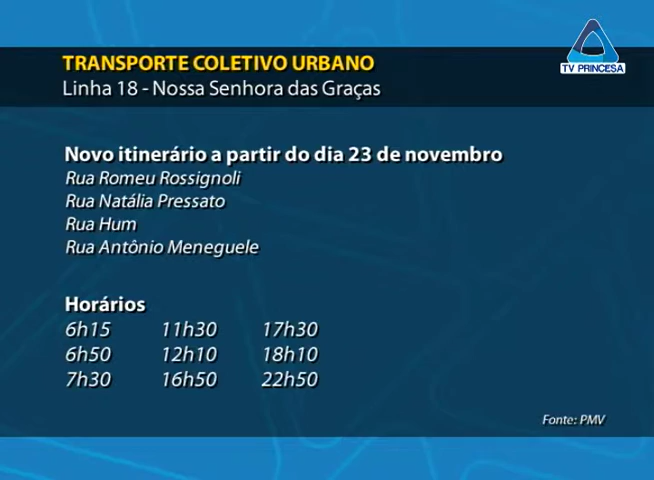 TV PRINCESA
TRANSPORTE COLETIVO URBANO
Linha 18 - Nossa Senhora das Graças
Novo itinerário a partir do dia 23 de novembro
Rua Romeu Rossignoli
Rua Natália Pressato
Rua Hum
Rua Antônio Meneguele
Horários
6h15 11h30 17h30
6h50 12h10 18h10
7h30 16h50 22h50
Fonte: PMV